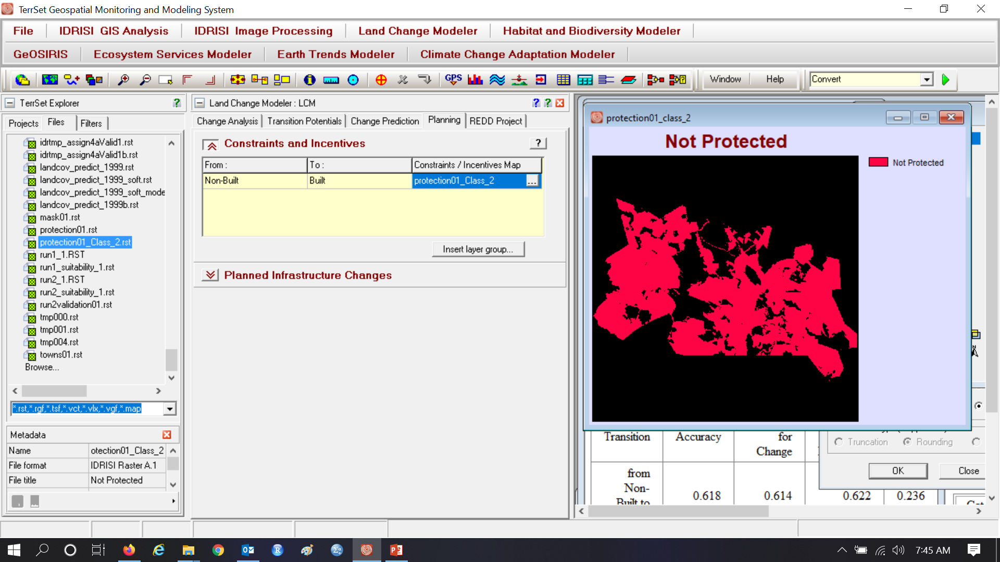 TerrSet Geospatial Monitoring and Modeling System
File IDRISI GIS Analysis IDRISI Image Processing Land Change Modeler Habitat and Biodiversity Modeler
GeOSIRIS Ecosystem Services Modeler Earth Trends Modeler Climate Change Adaptation Modeler
GPS Window Help Convert
TerrSet Explorer ?
Projects Files Filters
idrtmp_assign4aValid1.rst
idrtmp_assign4aValid1b.rst
landcov_predict_1999.rst
landcov_predict_1999_soft.rst
landcov_predict_1999_soft_mode
landcov_predict_1999b.rst
mask01.rst
protection01.rst
protection01_Class_2.rst
run1_1.RST
run1_suitability_1.rst
run2_1.RST
run2_suitability_1.rst
run2validation01.rst
tmp000.rst
tmp001.rst
tmp004.rst
towns01.rst
Browse...
*.rst,*.rgf,*.tsf,*.vct,*.vlx,*.vgf,*.map
Metadata
Name otection01_Class_2
File format IDRISI Raster A.1
File title Not Protected
Land Change Modeler : LCM ? ?
Change Analysis Transition Potentials Change Prediction Planning REDD Project
Constraints and Incentives ?
From : To : Constraints / Incentives Map
Non-Built Built protection01_Class_2 ...
Insert layer group...
Planned Infrastructure Changes
protection01_class_2
Not Protected
Not Protected
Transition Accuracy for
Change
from
Non-
Built to
0.618 0.614 0.622 0.236
Truncation Rounding
OK Close
7:45 AM